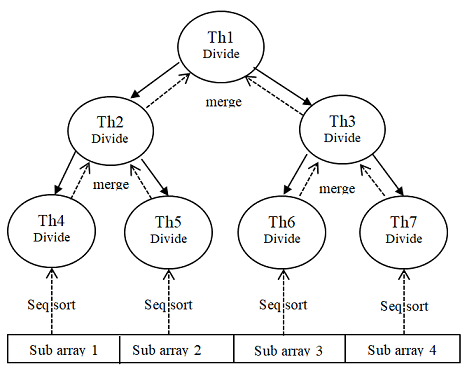 Th1
Divide
merge
Th2
Divide
Th3
Divide
merge
merge
Th4
Divide
Th5
Divide
Th6
Divide
Th7
Divide
Seq sort
Seq sort
Seq sort
Seq sort
Sub array 1
Sub array 2
Sub array 3
Sub array 4